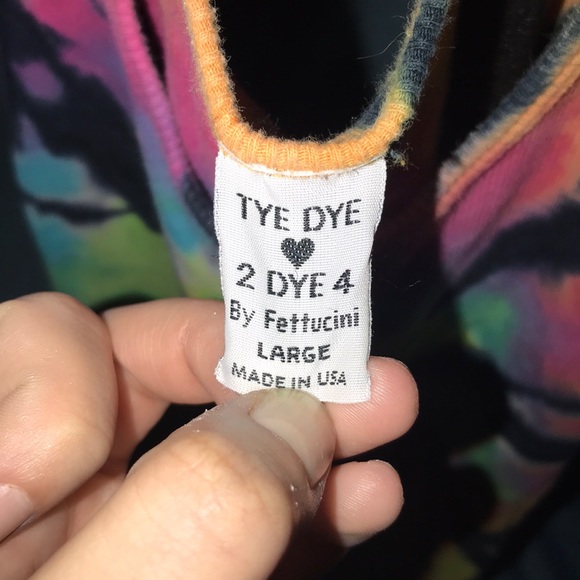 TYE DYE
2 DYE 4
By Fettucini
LARGE
MADE IN USA